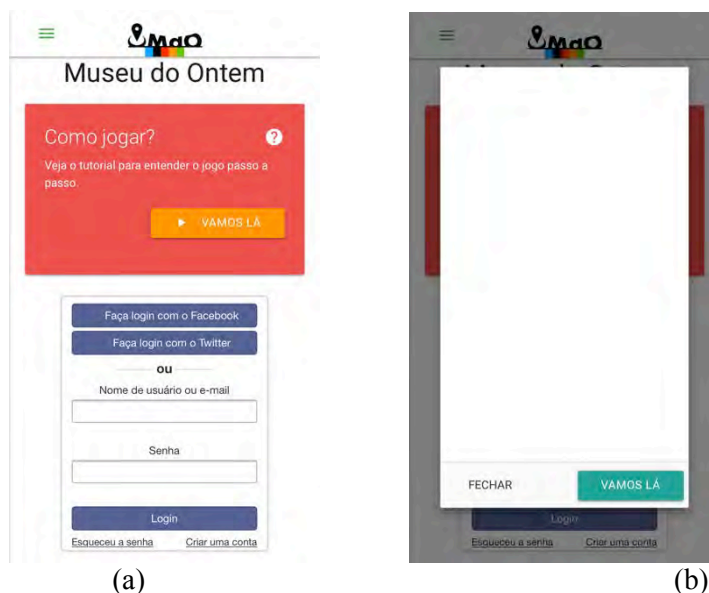 MdO
Museu do Ontem
Como jogar?
?
Veja o tutorial para entender o jogo passo a
passo.
VAMOS LÁ
Faça login com o Facebook
Faça login com o Twitter
ou
Nome de usuário ou e-mail
Senha
Login
Esqueceu a senha Criar uma conta
(a)
MdO
FECHAR VAMOS LÁ
Login
Esqueceu a senha Criar uma conta
(b)